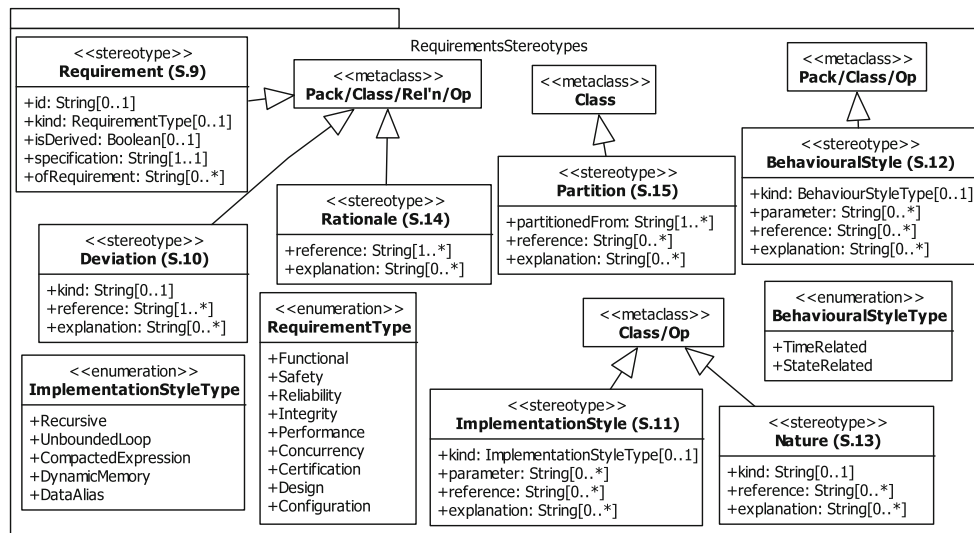 RequirementsStereotypes
<<stereotype>>
Requirement (S.9)
+id: String[0..1]
+kind: RequirementType[0..1]
+isDerived: Boolean[0..1]
+specification: String[1..1]
+ofRequirement: String[0..*]
<<metaclass>>
Pack/Class/Rel'n/Op
<<metaclass>>
Class
<<metaclass>>
Pack/Class/Op
<<stereotype>>
Deviation (S.10)
+kind: String[0..1]
+reference: String[1..*]
+explanation: String[0..*]
<<stereotype>>
Rationale (S.14)
+reference: String[1..*]
+explanation: String[0..*]
<<stereotype>>
Partition (S.15)
+partitionedFrom: String[1..*]
+reference: String[0..*]
+explanation: String[0..*]
<<stereotype>>
BehaviouralStyle (S.12)
+kind: BehaviourStyleType[0..1]
+parameter: String[0..*]
+reference: String[0..*]
+explanation: String[0..*]
<<enumeration>>
ImplementationStyleType
+Recursive
+UnboundedLoop
+CompactedExpression
+DynamicMemory
+DataAlias
<<enumeration>>
RequirementType
+Functional
+Safety
+Reliability
+Integrity
+Performance
+Concurrency
+Certification
+Design
+Configuration
<<metaclass>>
Class/Op
<<enumeration>>
BehaviouralStyleType
+TimeRelated
+StateRelated
<<stereotype>>
ImplementationStyle (S.11)
+kind: ImplementationStyleType[0..1]
+parameter: String[0..*]
+reference: String[0..*]
+explanation: String[0..*]
<<stereotype>>
Nature (S.13)
+kind: String[0..1]
+reference: String[0..*]
+explanation: String[0..*]